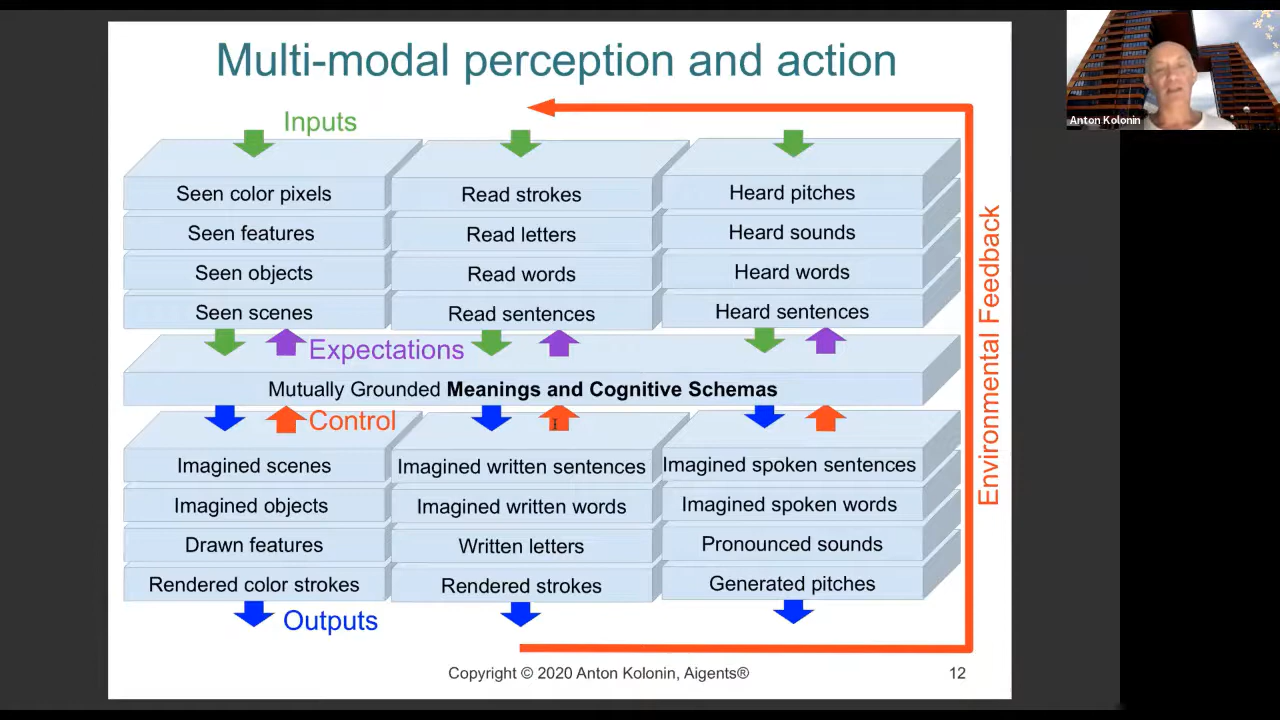 Multi-modal perception and action
Anton Kolonin
Inputs
Seen color pixels
Seen features
Seen objects
Seen scenes
Read strokes
Read letters
Read words
Read sentences
Heard pitches
Heard sounds
Heard words
Heard sentences
Environmental Feedback
Expectations
Mutually Grounded Meanings and Cognitive Schemas
Control
Imagined scenes
Imagined objects
Drawn features
Rendered color strokes
Imagined written sentences
Imagined written words
Written letters
Rendered strokes
Imagined spoken sentences
Imagined spoken words
Pronounced sounds
Generated pitches
Outputs
Copyright © 2020 Anton Kolonin, Aigents®
12